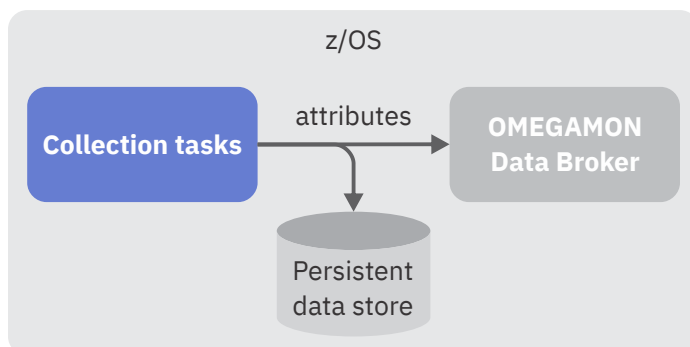 z/OS
Collection tasks
attributes
OMEGAMON
Data Broker
Persistent
data store